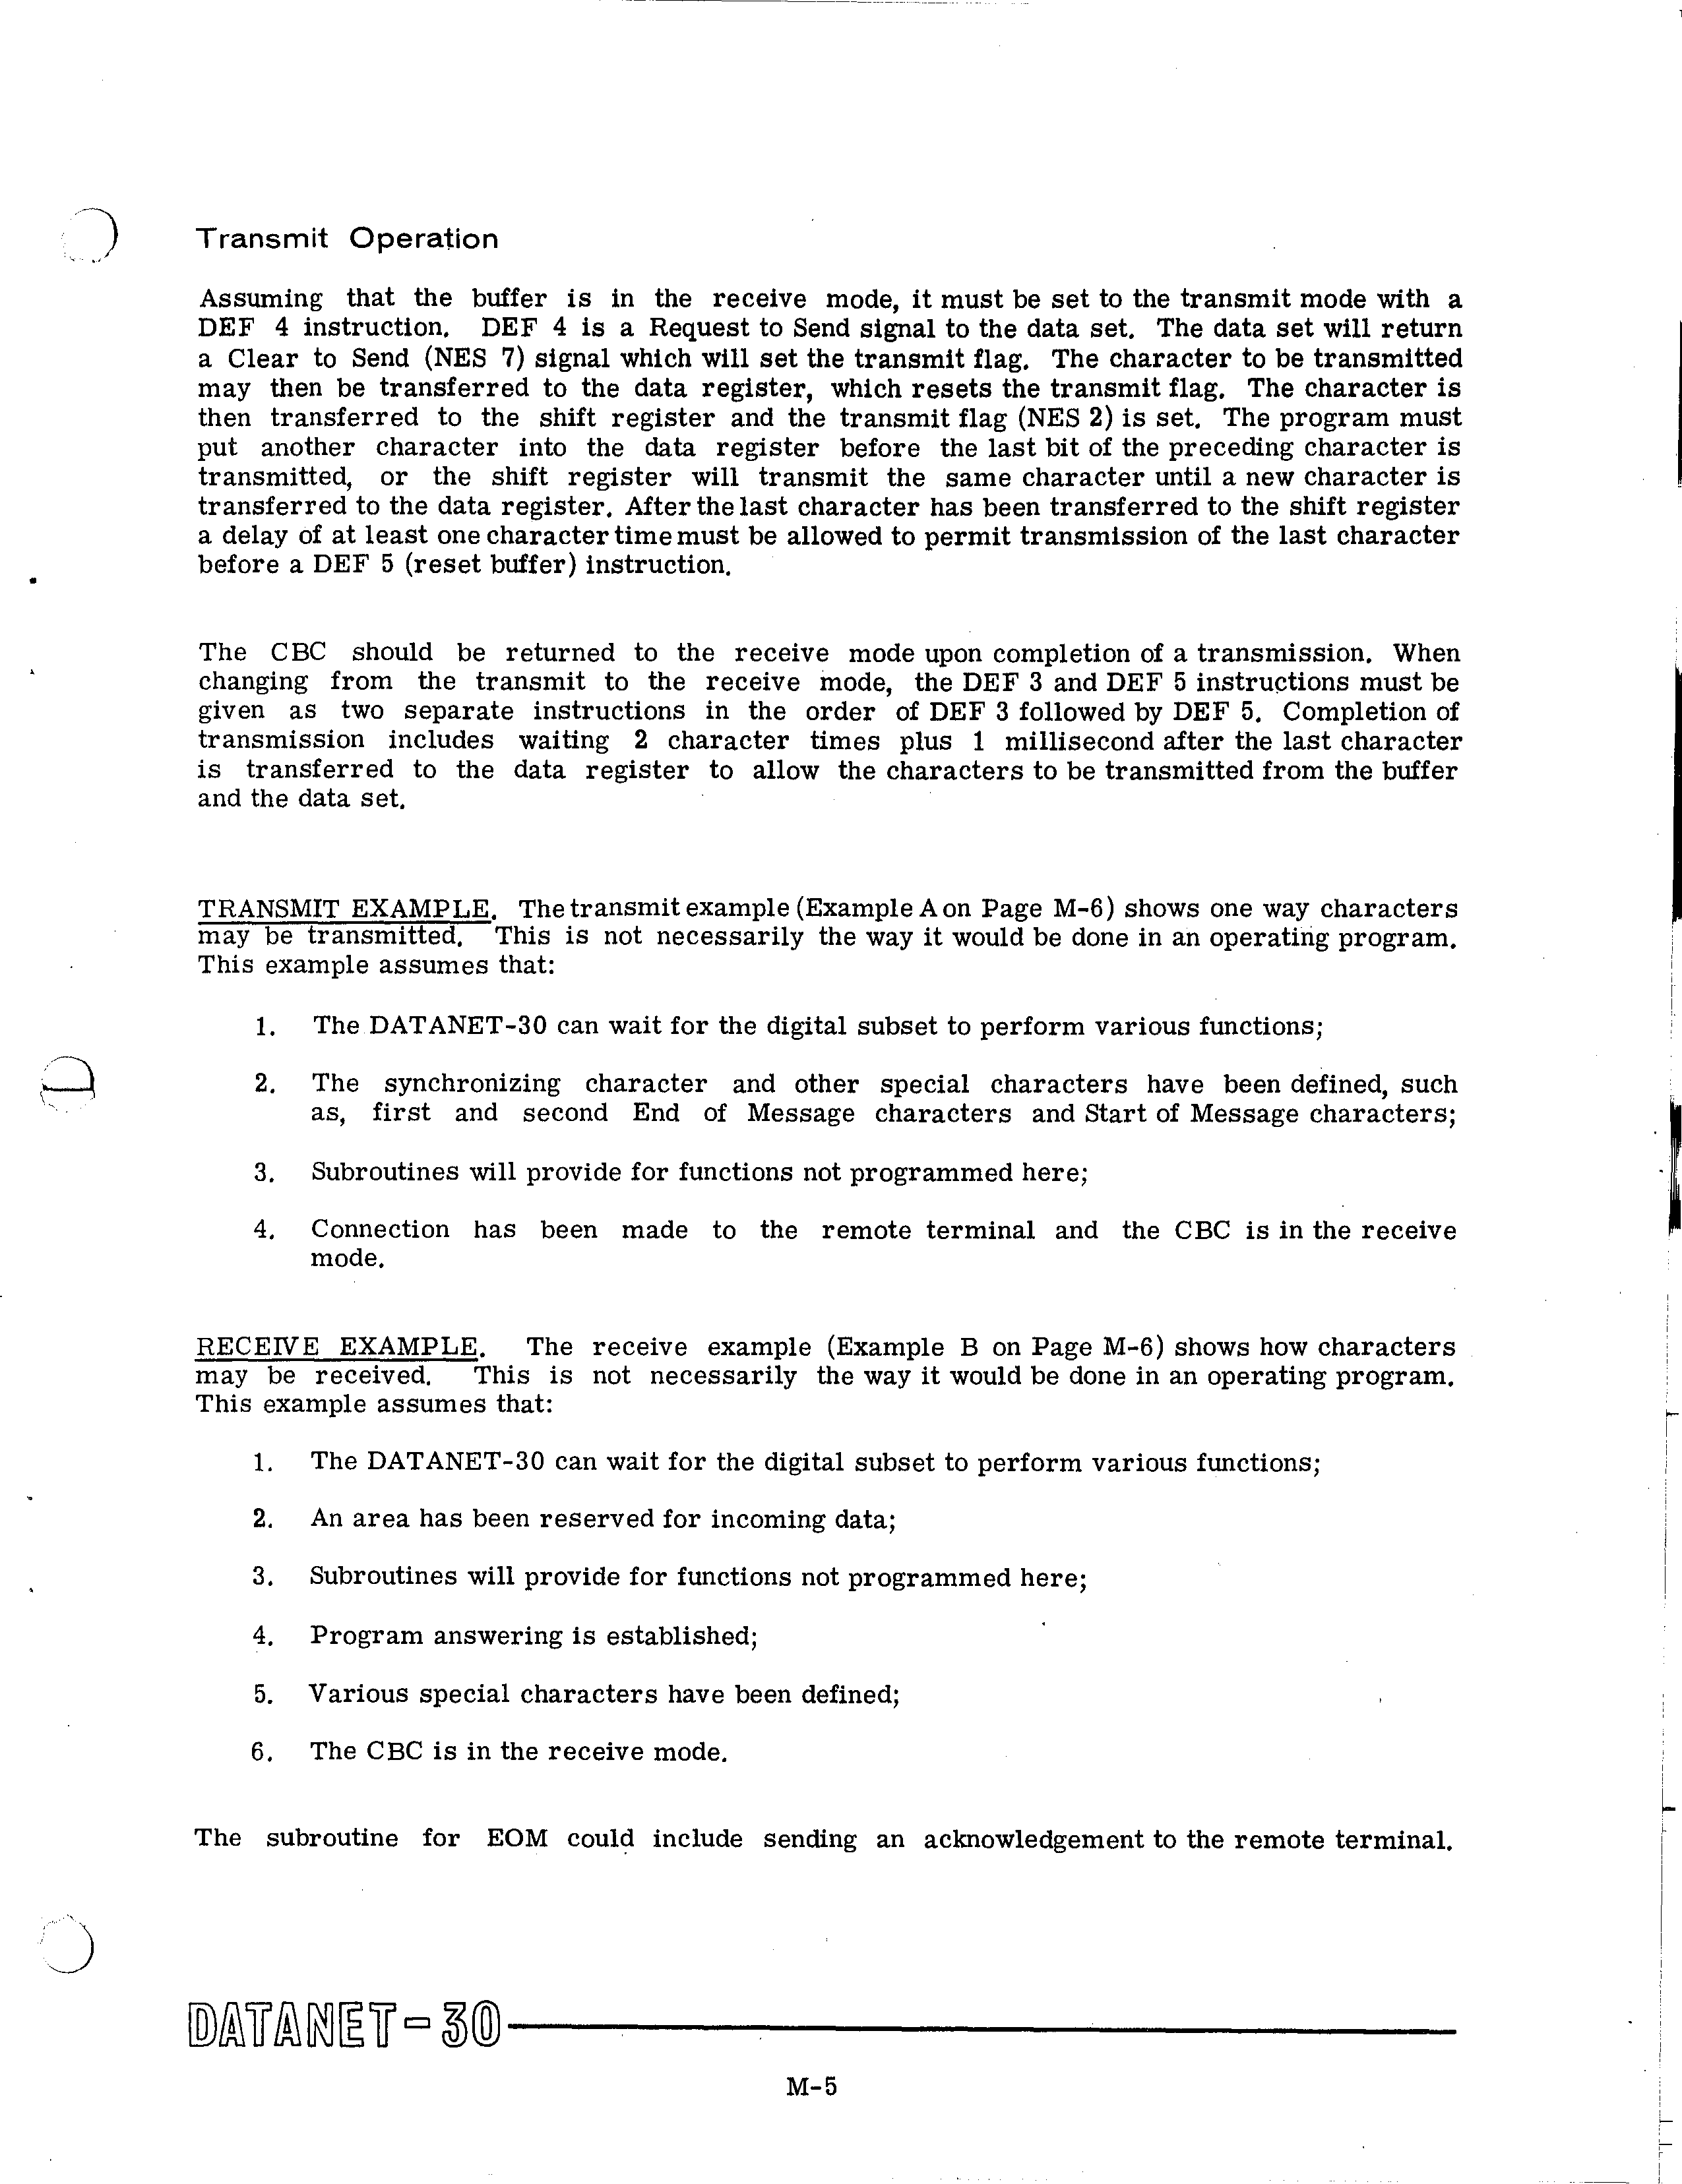 Transmit Operation
Assuming that the buffer is in the receive mode, it must be set to the transmit mode with a
DEF 4 instruction. DEF 4 is a Request to Send signal to the data set. The data set will return
a Clear to Send (NES 7) signal which will set the transmit flag. The character to be transmitted
may then be transferred to the data register, which resets the transmit flag. The character is
then transferred to the shift register and the transmit flag (NES 2) is set. The program must
put another character into the data register before the last bit of the preceding character is
transmitted, or the shift register will transmit the same character until a new character is
transferred to the data register. After the last character has been transferred to the shift register
a delay of at least one character time must be allowed to permit transmission of the last character
before a DEF 5 (reset buffer) instruction.
The CBC should be returned to the receive mode upon completion of a transmission. When
changing from the transmit to the receive mode, the DEF 3 and DEF 5 instructions must be
given as two separate instructions in the order of DEF 3 followed by DEF 5. Completion of
transmission includes waiting 2 character times plus 1 millisecond after the last character
is transferred to the data register to allow the characters to be transmitted from the buffer
and the data set.
TRANSMIT EXAMPLE. The transmit example (Example A on Page M-6) shows one way characters
may be transmitted. This is not necessarily the way it would be done in an operating program.
This example assumes that:
1. The DATANET-30 can wait for the digital subset to perform various functions;
2. The synchronizing character and other special characters have been defined, such
as, first and second End of Message characters and Start of Message characters;
3. Subroutines will provide for functions not programmed here;
4. Connection has been made to the remote terminal and the CBC is in the receive
mode.
RECEIVE EXAMPLE. The receive example (Example B on Page M-6) shows how characters
may be received. This is not necessarily the way it would be done in an operating program.
This example assumes that:
1. The DATANET-30 can wait for the digital subset to perform various functions;
2. An area has been reserved for incoming data;
3. Subroutines will provide for functions not programmed here;
4. Program answering is established;
5. Various special characters have been defined;
6. The CBC is in the receive mode.
The subroutine for EOM could include sending an acknowledgement to the remote terminal.
DATANET-30
M-5